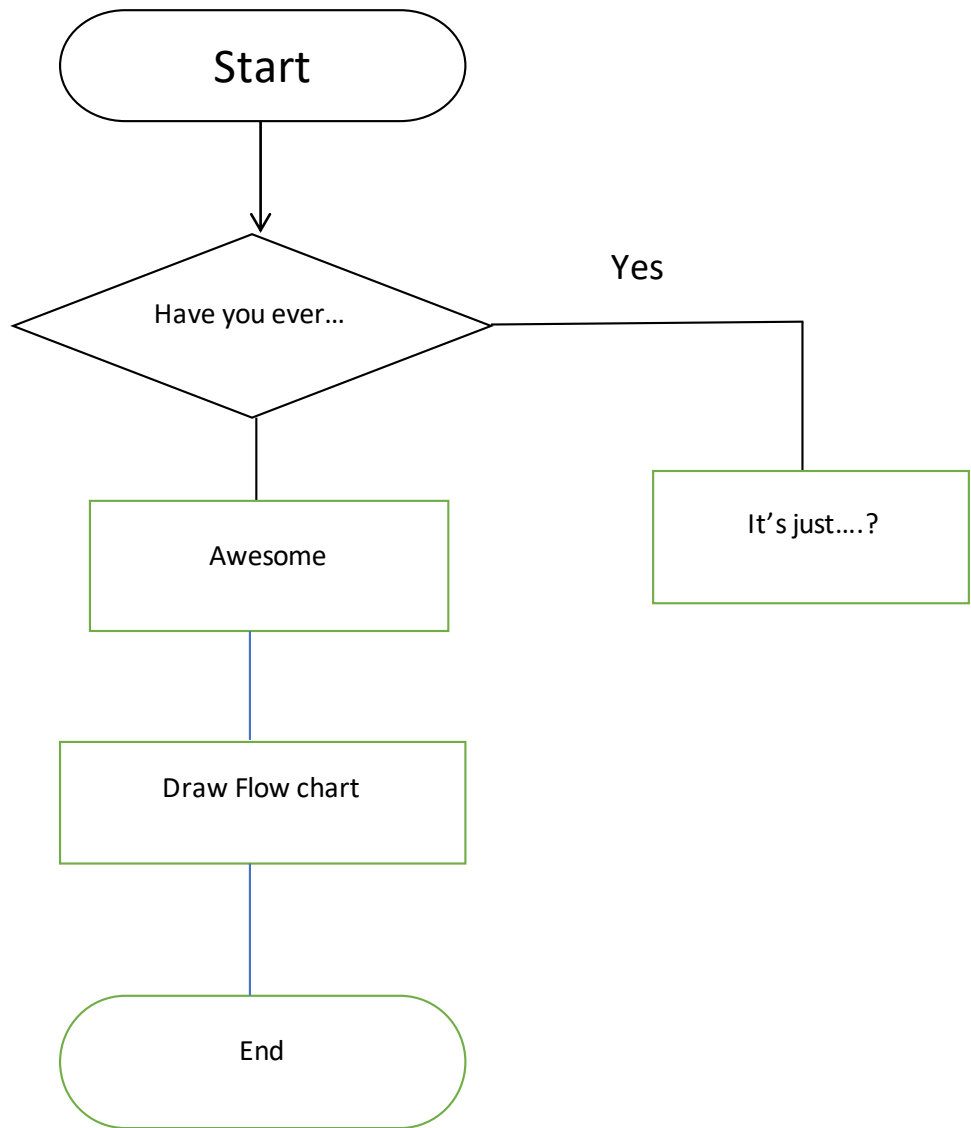 Start
Yes
Have you ever…
It’s just….?
Awesome
Draw Flow chart
End